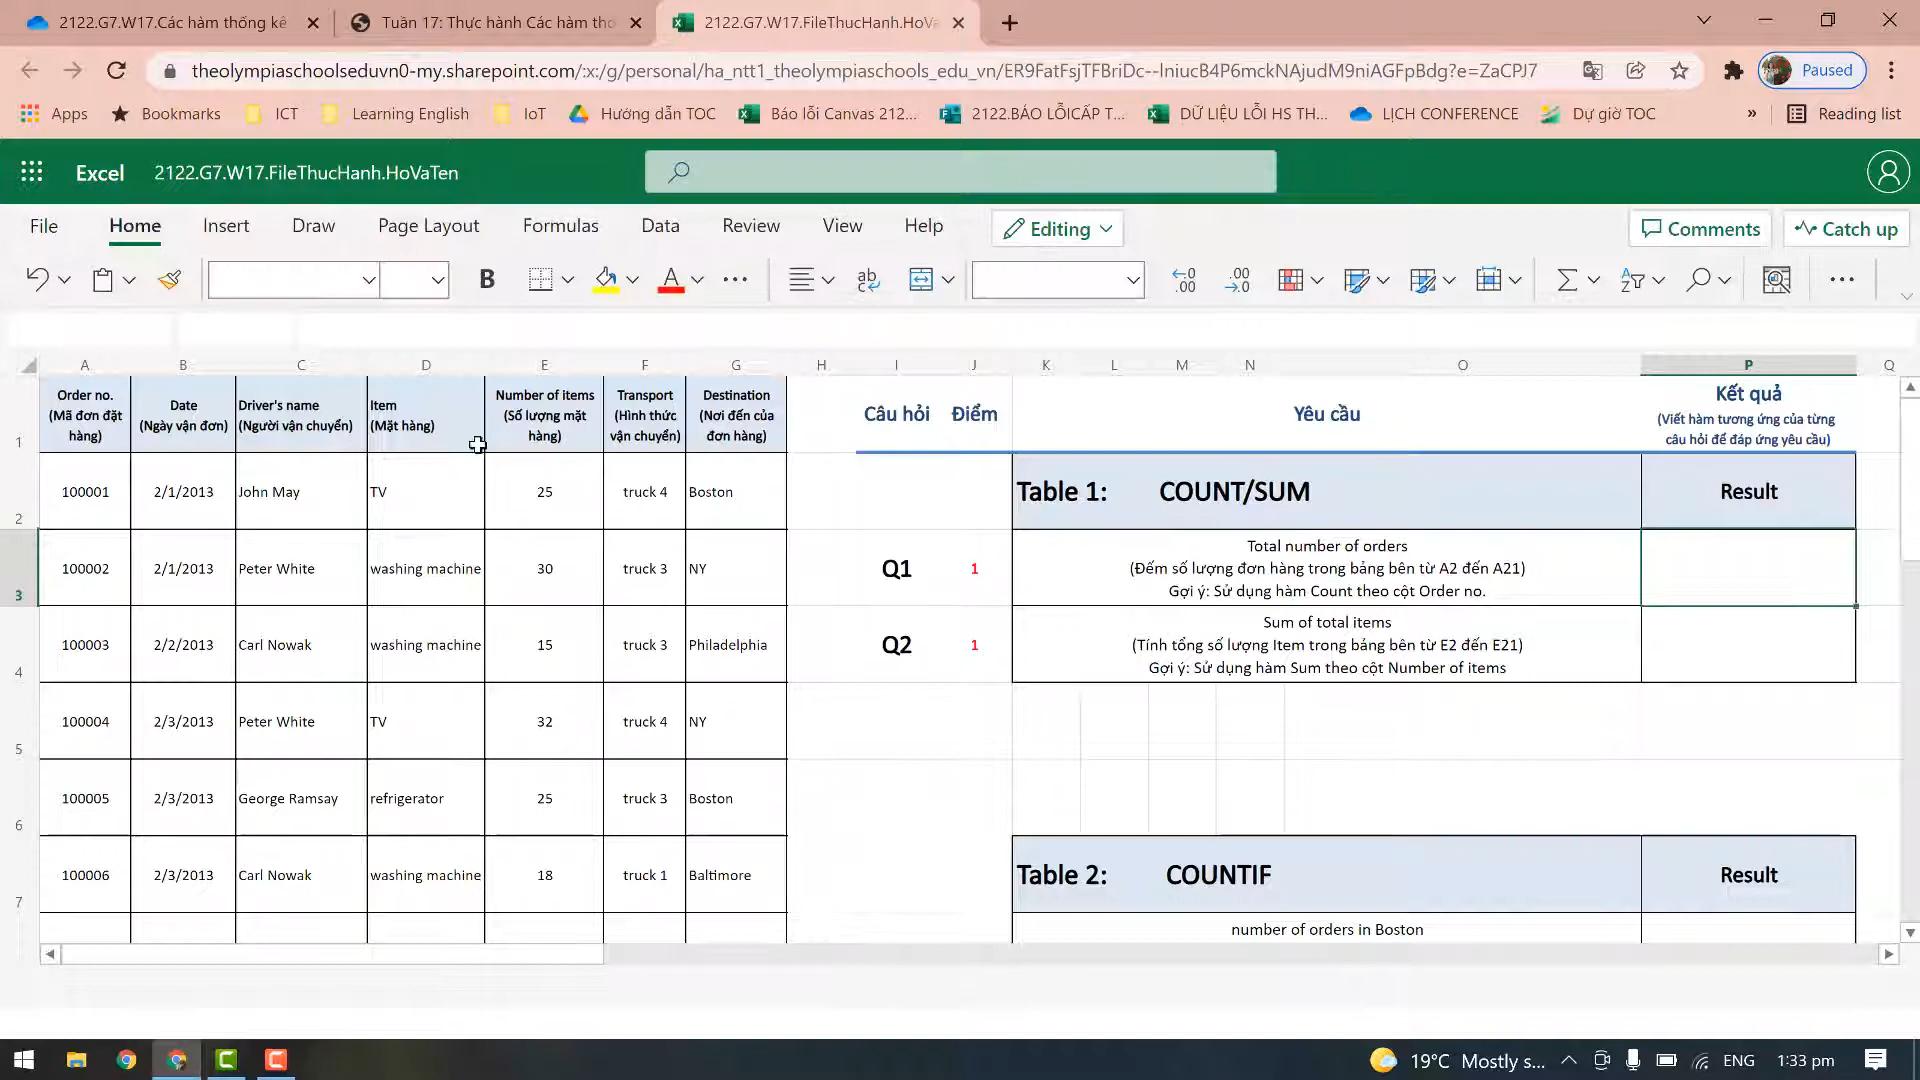 2122.G7.W17.Các hàm thống kê
Tuần 17: Thực hành Các hàm tho
2122.G7.W17.FileThucHanh.HoVa
theolympiaschoolseduvn0-my.sharepoint.com/:x:/g/personal/ha_ntt1_theolympiaschools_edu_vn/ER9FatFsjTFBriDc--lniucB4P6mckNAjudM9niAGFpBdg?e=ZaCPJ7
Paused
Apps
Bookmarks
ICT
Learning English
IoT
Hướng dẫn TOC
Báo lỗi Canvas 212...
2122.BÁO LỖICẤP T...
DỮ LIỆU LỖI HS TH...
LỊCH CONFERENCE
Dự giờ TOC
»
Reading list
Excel
2122.G7.W17.FileThucHanh.HoVaTen
File
Home
Insert
Draw
Page Layout
Formulas
Data
Review
View
Help
Editing
Comments
Catch up
A B C D E F G H I J K L M N O P Q
1
Order no.
(Mã đơn đặt
hàng)
Date
(Ngày vận đơn)
Driver's name
(Người vận chuyển)
Item
(Mặt hàng)
Number of items
(Số lượng mặt
hàng)
Transport
(Hình thức
vận chuyển)
Destination
(Nơi đến của
đơn hàng)
Câu hỏi
Điểm
Yêu cầu
Kết quả
(Viết hàm tương ứng của từng
câu hỏi để đáp ứng yêu cầu)
2 100001 2/1/2013 John May TV 25 truck 4 Boston
Table 1: COUNT/SUM Result
3 100002 2/1/2013 Peter White washing machine 30 truck 3 NY
Q1 1
Total number of orders
(Đếm số lượng đơn hàng trong bảng bên từ A2 đến A21)
Gợi ý: Sử dụng hàm Count theo cột Order no.
4 100003 2/2/2013 Carl Nowak washing machine 15 truck 3 Philadelphia
Q2 1
Sum of total items
(Tính tổng số lượng Item trong bảng bên từ E2 đến E21)
Gợi ý: Sử dụng hàm Sum theo cột Number of items
5 100004 2/3/2013 Peter White TV 32 truck 4 NY
6 100005 2/3/2013 George Ramsay refrigerator 25 truck 3 Boston
7 100006 2/3/2013 Carl Nowak washing machine 18 truck 1 Baltimore
Table 2: COUNTIF Result
number of orders in Boston
19°C Mostly s...
ENG
1:33 pm